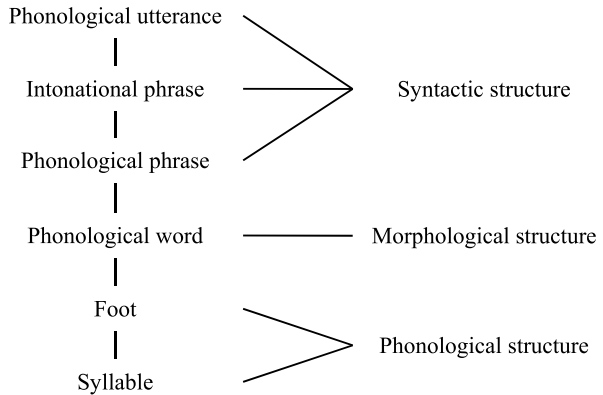 Phonological utterance
Intonational phrase
Syntactic structure
Phonological phrase
Phonological word
Morphological structure
Foot
Phonological structure
Syllable